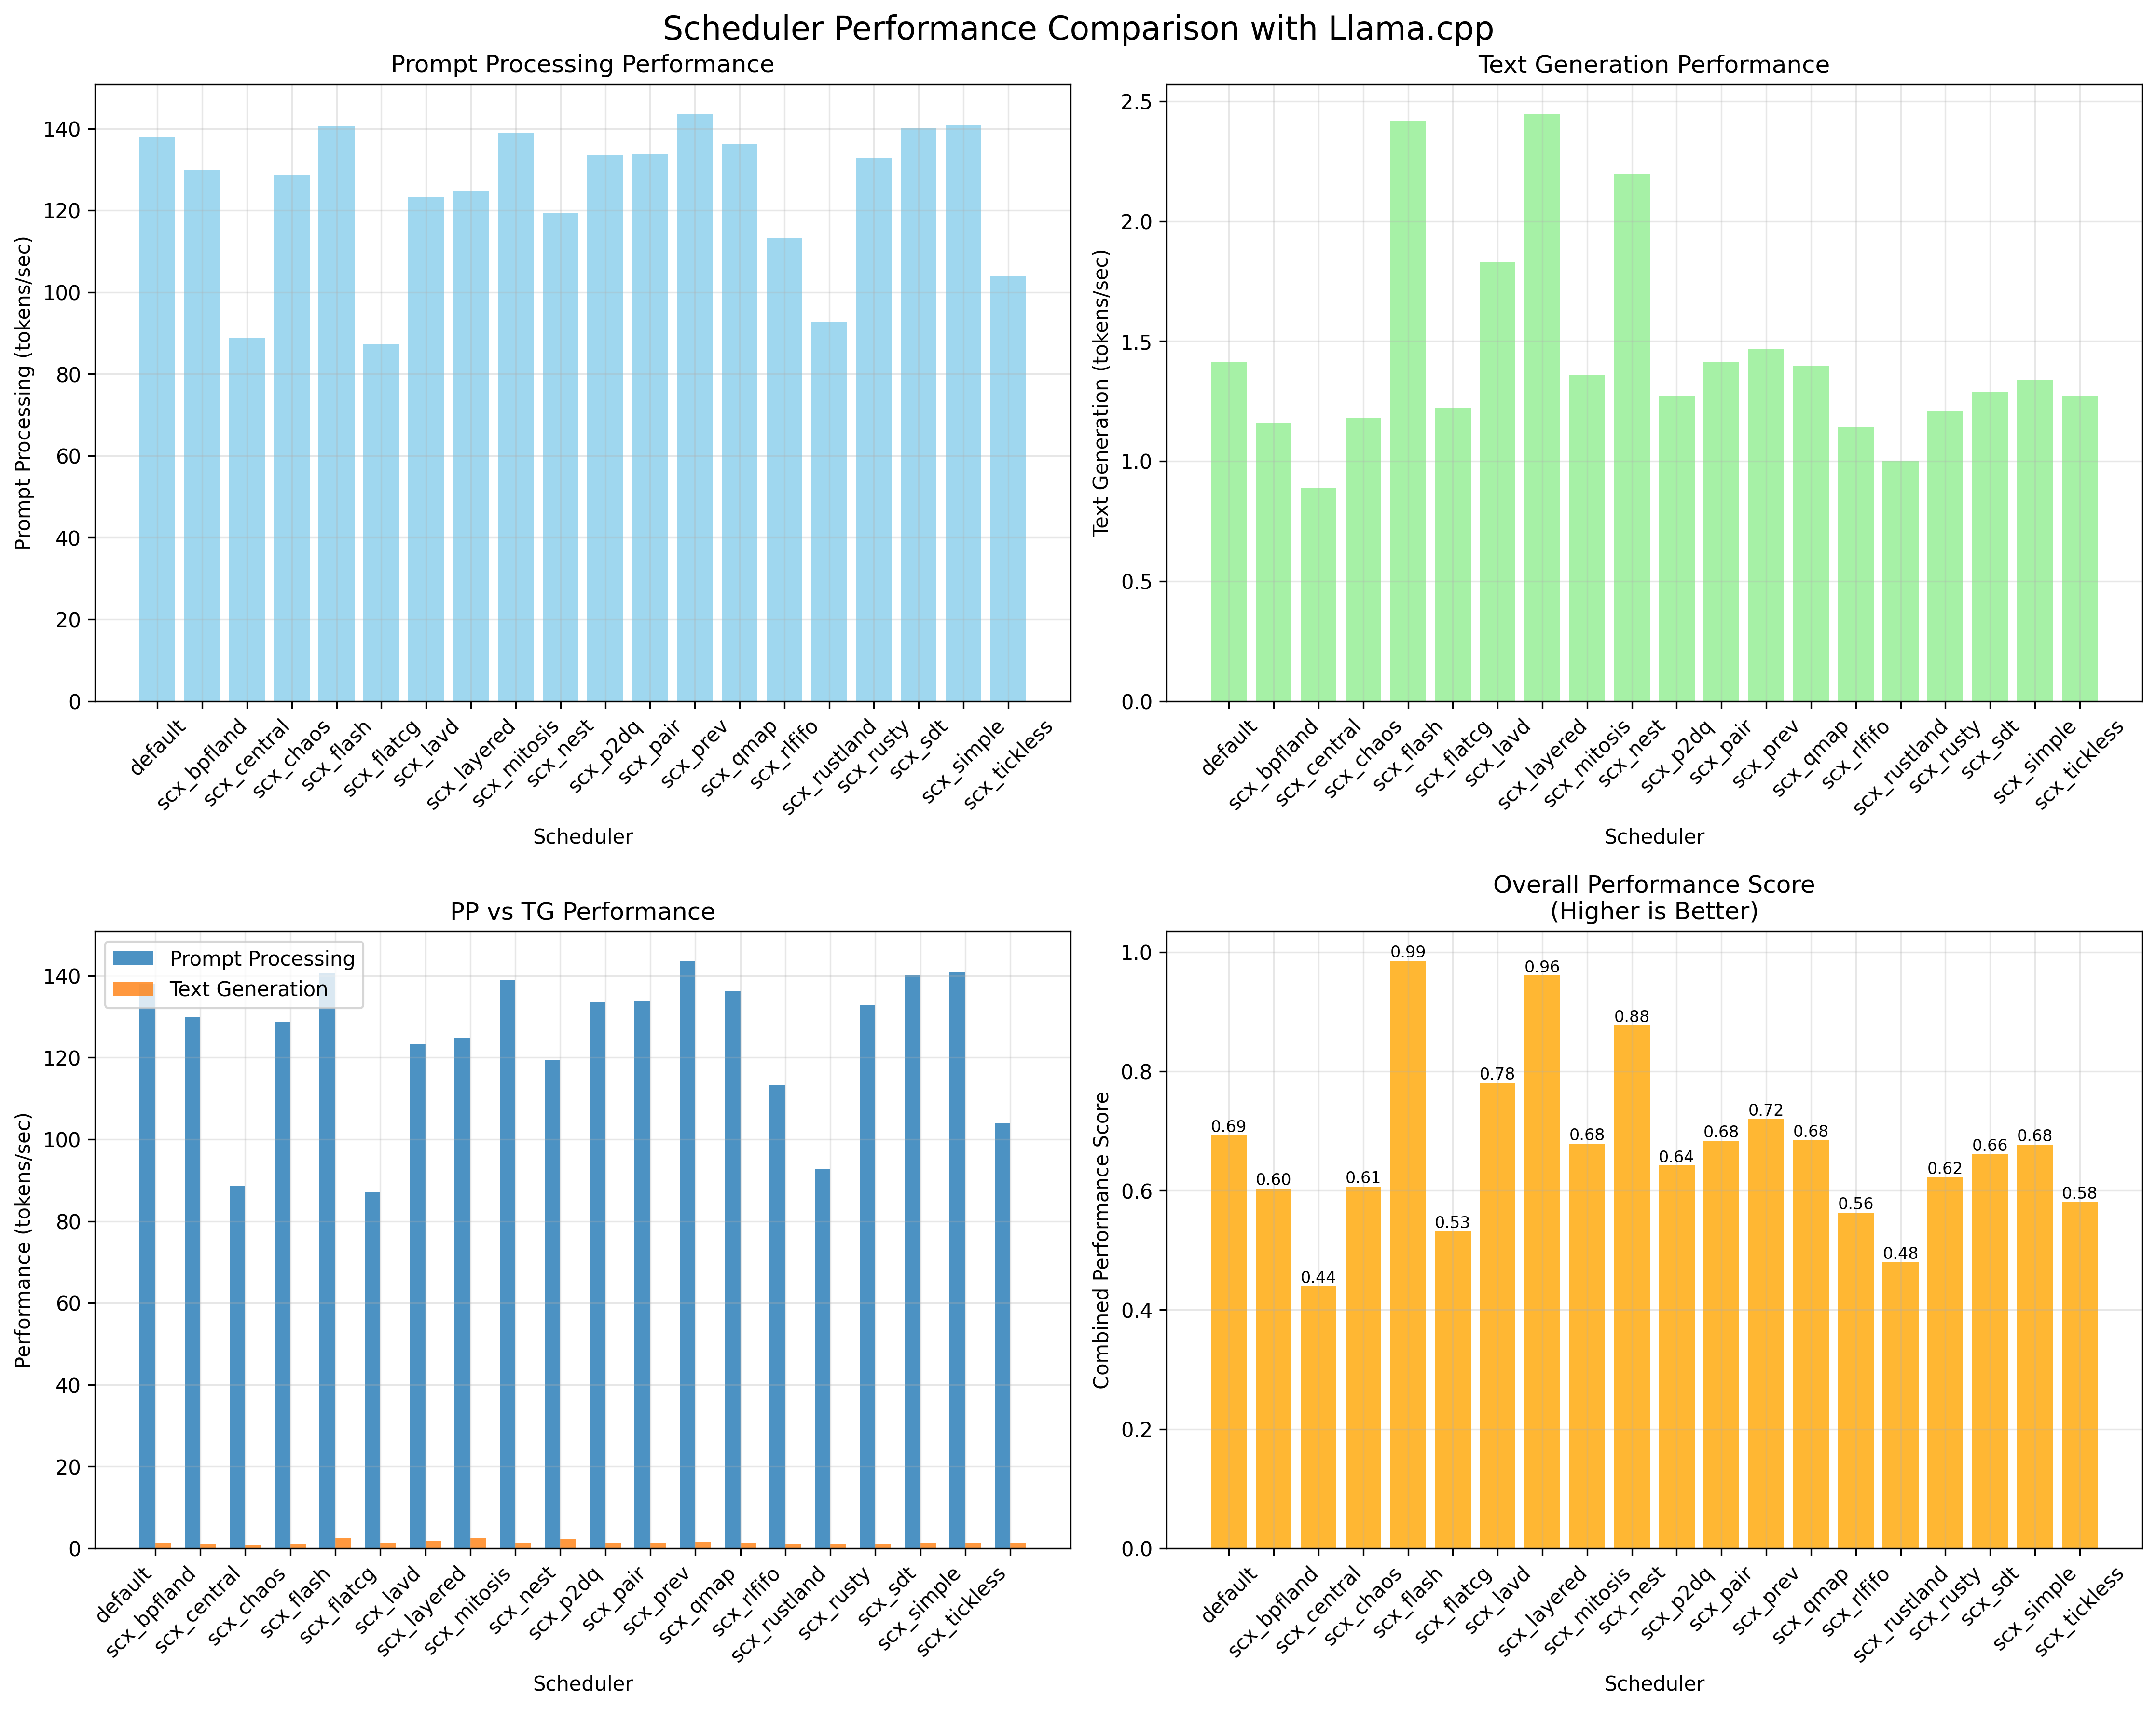 Scheduler Performance Comparison with Llama.cpp
Prompt Processing Performance
Prompt Processing (tokens/sec)
140
120
100
80
60
40
20
0
default
scx_bpfland
scx_central
scx_chaos
scx_flash
scx_flatcg
scx_lavd
scx_layered
scx_mitosis
scx_nest
scx_p2dq
scx_pair
scx_prev
scx_qmap
scx_rlfifo
scx_rustland
scx_rusty
scx_sdt
scx_simple
scx_tickless
Scheduler
Text Generation Performance
Text Generation (tokens/sec)
2.5
2.0
1.5
1.0
0.5
0.0
default
scx_bpfland
scx_central
scx_chaos
scx_flash
scx_flatcg
scx_lavd
scx_layered
scx_mitosis
scx_nest
scx_p2dq
scx_pair
scx_prev
scx_qmap
scx_rlfifo
scx_rustland
scx_rusty
scx_sdt
scx_simple
scx_tickless
Scheduler
PP vs TG Performance
Prompt Processing
Text Generation
Performance (tokens/sec)
140
120
100
80
60
40
20
0
default
scx_bpfland
scx_central
scx_chaos
scx_flash
scx_flatcg
scx_lavd
scx_layered
scx_mitosis
scx_nest
scx_p2dq
scx_pair
scx_prev
scx_qmap
scx_rlfifo
scx_rustland
scx_rusty
scx_sdt
scx_simple
scx_tickless
Scheduler
Overall Performance Score
(Higher is Better)
Combined Performance Score
1.0
0.8
0.6
0.4
0.2
0.0
0.69
0.60
0.44
0.61
0.99
0.53
0.78
0.96
0.68
0.88
0.64
0.68
0.72
0.68
0.56
0.48
0.62
0.66
0.68
0.58
default
scx_bpfland
scx_central
scx_chaos
scx_flash
scx_flatcg
scx_lavd
scx_layered
scx_mitosis
scx_nest
scx_p2dq
scx_pair
scx_prev
scx_qmap
scx_rlfifo
scx_rustland
scx_rusty
scx_sdt
scx_simple
scx_tickless
Scheduler